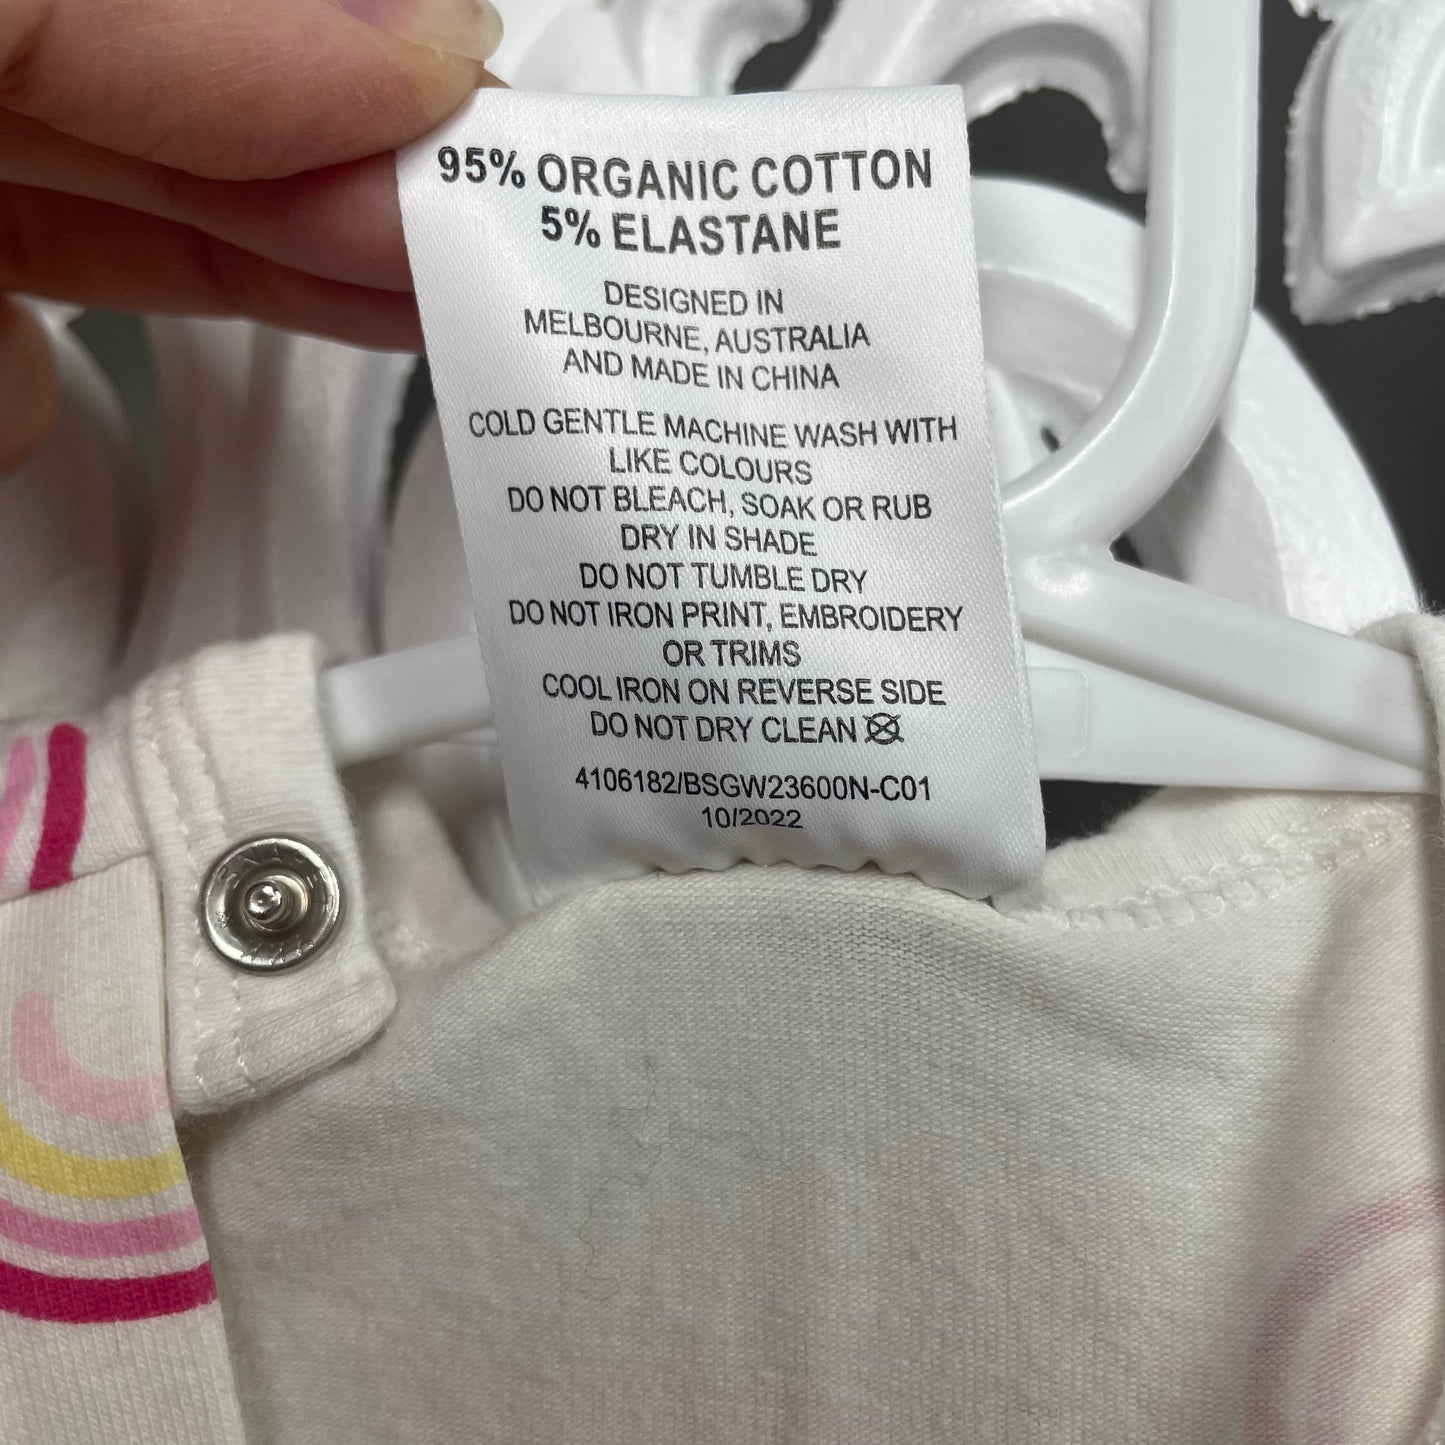 95% ORGANIC COTTON
5% ELASTANE
DESIGNED IN
MELBOURNE, AUSTRALIA
AND MADE IN CHINA
COLD GENTLE MACHINE WASH WITH
LIKE COLOURS
DO NOT BLEACH, SOAK OR RUB
DRY IN SHADE
DO NOT TUMBLE DRY
DO NOT IRON PRINT, EMBROIDERY
OR TRIMS
COOL IRON ON REVERSE SIDE
DO NOT DRY CLEAN
4106182/BSGW23600N-C01
10/2022